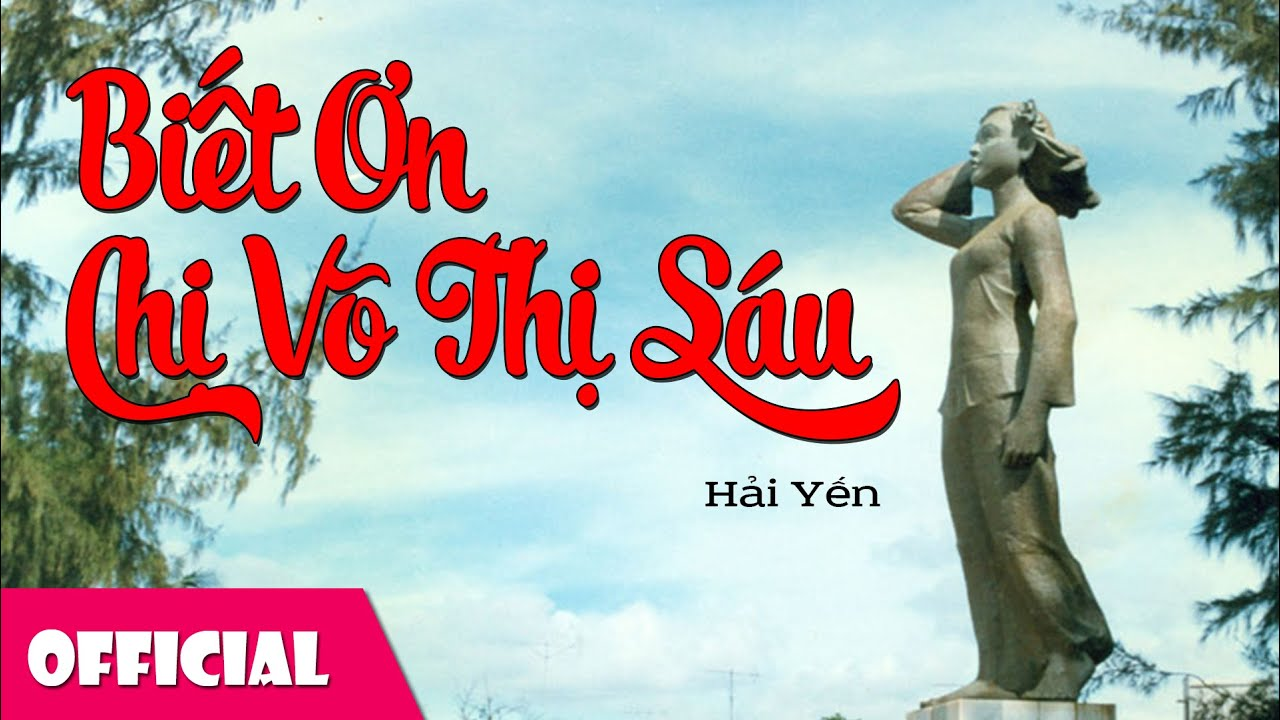 Biết Ơn
Chị Võ Thị Sáu
Hải Yến
OFFICIAL